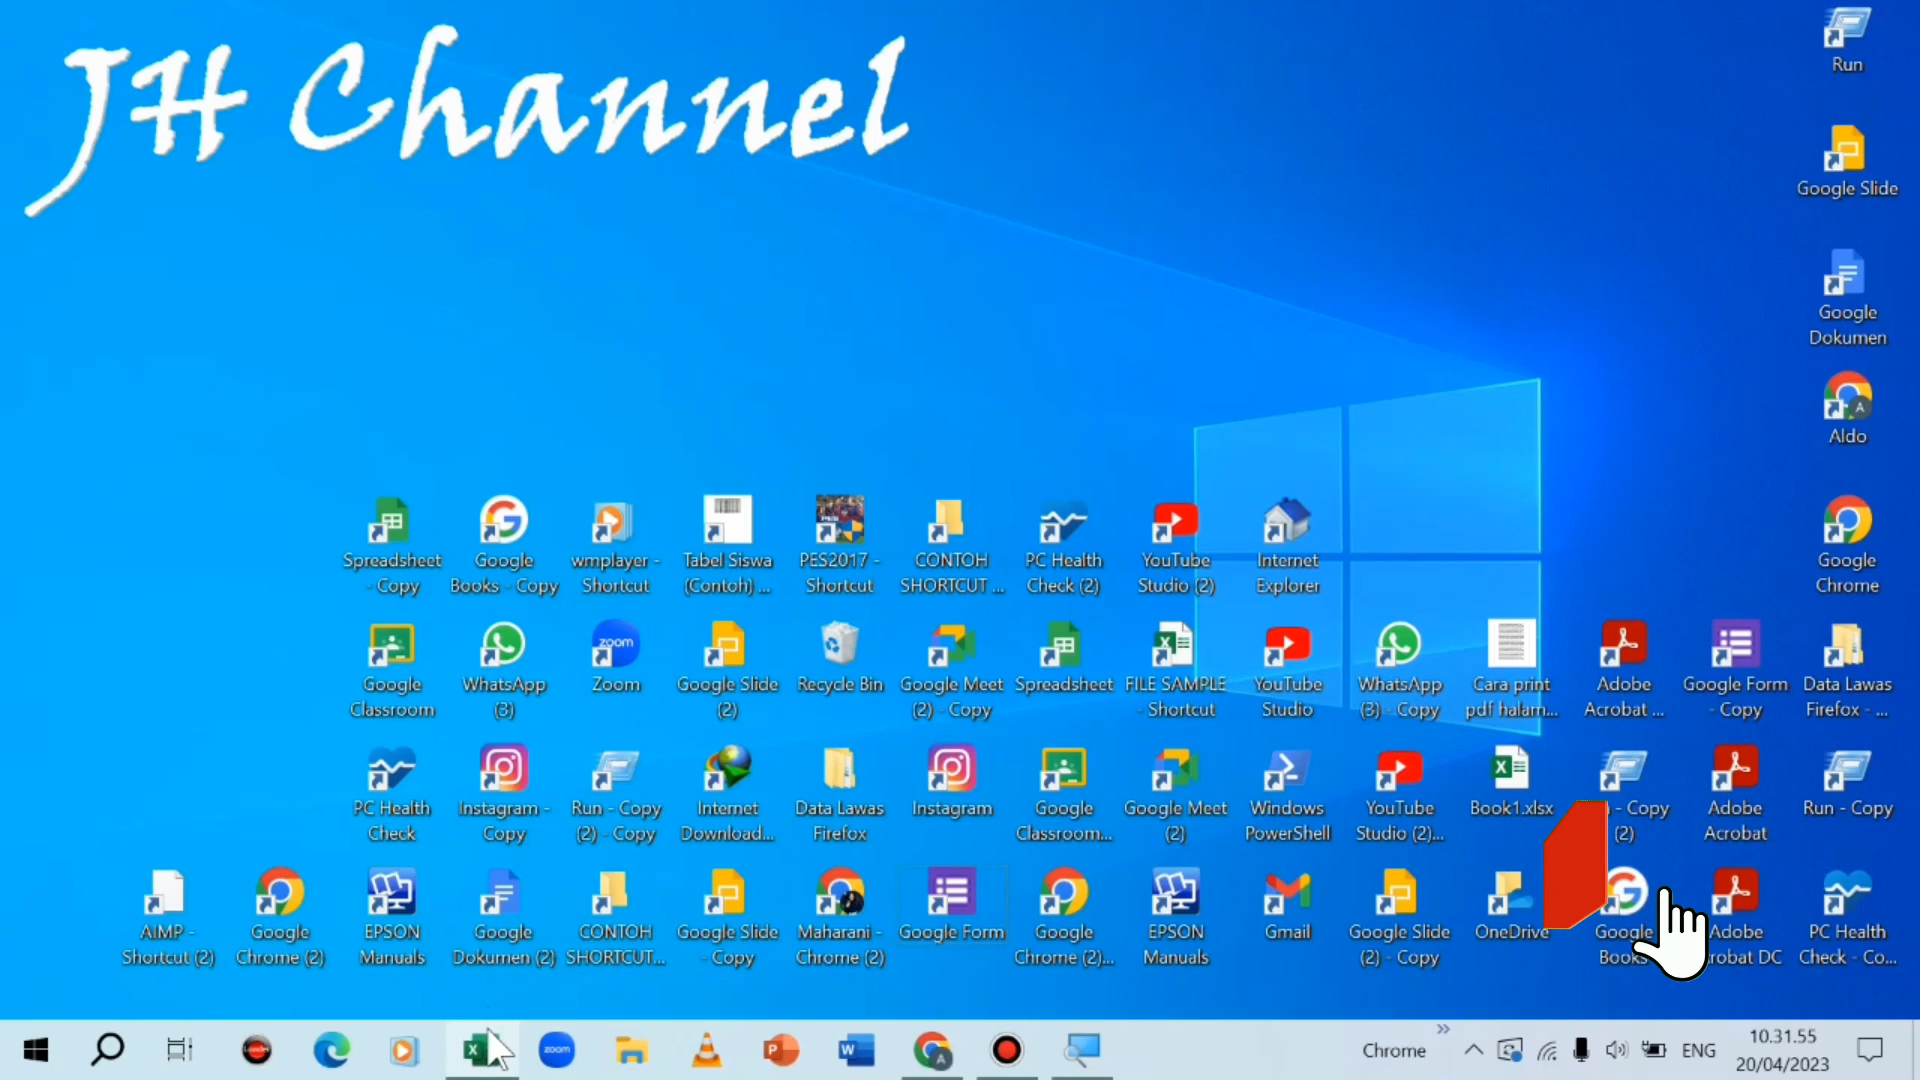 JH Channel
Run
Google Slide
Google
Dokumen
Aldo
Spreadsheet
- Copy
Google
Books - Copy
wmplayer -
Shortcut
Tabel Siswa
(Contoh) ...
PES2017 -
Shortcut
CONTOH
SHORTCUT ...
PC Health
Check (2)
YouTube
Studio (2)
Internet
Explorer
Google
Chrome
Google
Classroom
WhatsApp
(3)
zoom
Zoom
Google Slide
(2)
Recycle Bin
Google Meet
(2) - Copy
Spreadsheet
FILE SAMPLE
- Shortcut
YouTube
Studio
WhatsApp
(3) - Copy
Cara print
pdf halam...
Adobe
Acrobat ...
Google Form
- Copy
Data Lawas
Firefox - ...
PC Health
Check
Instagram -
Copy
Run - Copy
(2) - Copy
Internet
Download...
Data Lawas
Firefox
Instagram
Google
Classroom...
Google Meet
(2)
Windows
PowerShell
YouTube
Studio (2)...
Book1.xlsx
- Copy
(2)
Adobe
Acrobat
Run - Copy
AIMP -
Shortcut (2)
Google
Chrome (2)
EPSON
Manuals
Google
Dokumen (2)
CONTOH
SHORTCUT...
Google Slide
- Copy
Maharani -
Chrome (2)
Google Form
Google
Chrome (2)...
EPSON
Manuals
Gmail
Google Slide
(2) - Copy
OneDrive
Google
Books
Adobe
robat DC
PC Health
Check - Co...
zoom
Chrome
ENG
10.31.55
20/04/2023